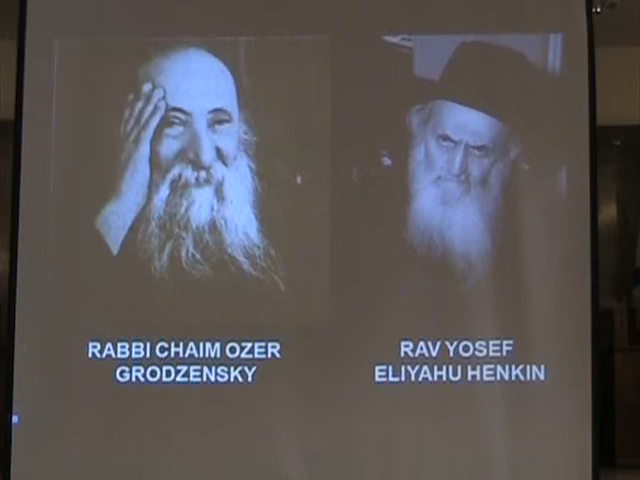 RABBI CHAIM OZER
GRODZENSKY
RAV YOSEF
ELIYAHU HENKIN